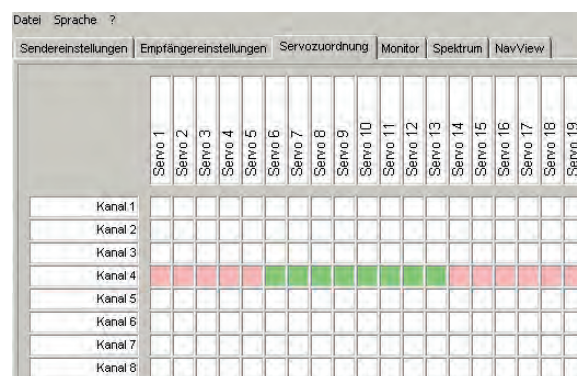 Datei Sprache ?
Sendereinstellungen Empfängereinstellungen Servozuordnung Monitor Spektrum NavView
Servo 1 Servo 2 Servo 3 Servo 4 Servo 5 Servo 6 Servo 7 Servo 8 Servo 9 Servo 10 Servo 11 Servo 12 Servo 13 Servo 14 Servo 15 Servo 16 Servo 17 Servo 18 Servo 19
Kanal 1
Kanal 2
Kanal 3
Kanal 4
Kanal 5
Kanal 6
Kanal 7
Kanal 8